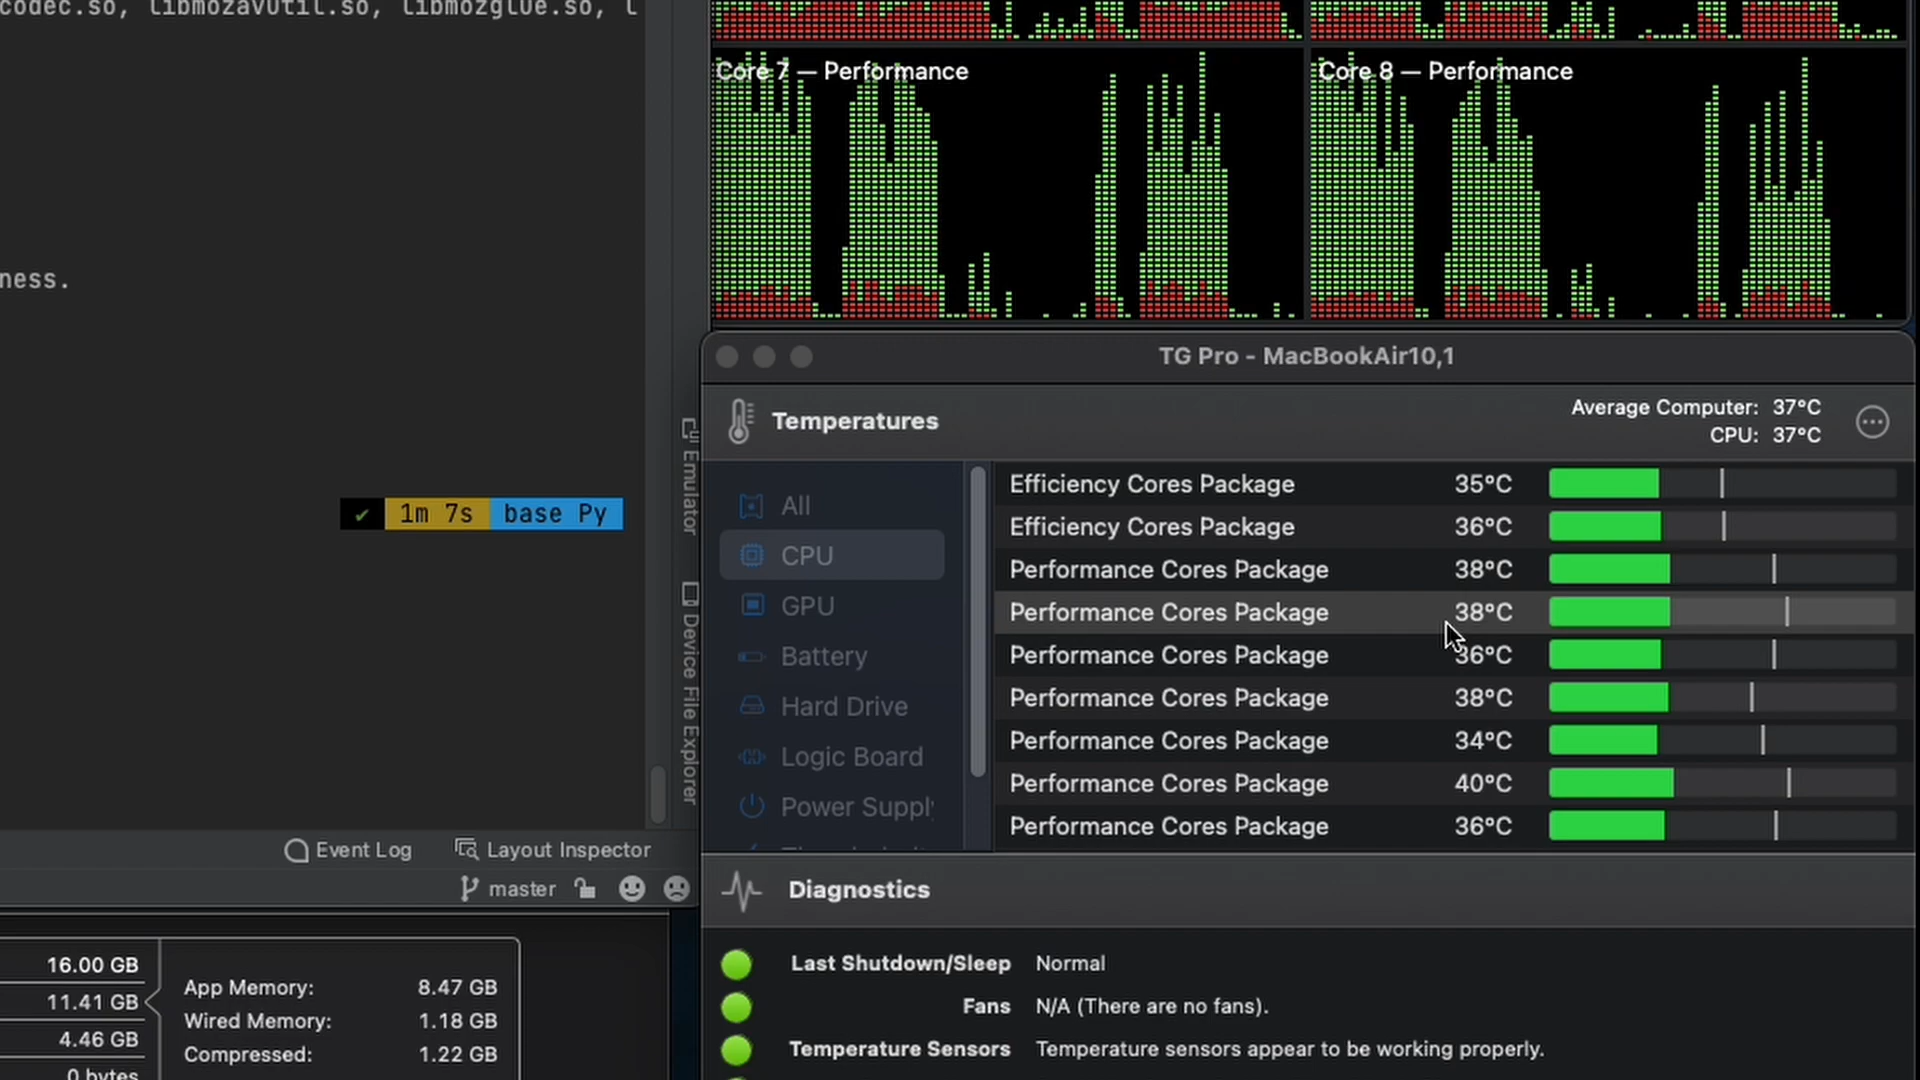 codec.so, libmozavutil.so, libmozglue.so, l
ness.
✔ 1m 7s base Py
Emulator
Device File Explorer
Event Log Layout Inspector
master
16.00 GB
11.41 GB
4.46 GB
0 bytes
App Memory: 8.47 GB
Wired Memory: 1.18 GB
Compressed: 1.22 GB
Core 7 — Performance
Core 8 — Performance
TG Pro - MacBookAir10,1
Temperatures
Average Computer: 37°C
CPU: 37°C
All
CPU
GPU
Battery
Hard Drive
Logic Board
Power Supply
Efficiency Cores Package 35°C
Efficiency Cores Package 36°C
Performance Cores Package 38°C
Performance Cores Package 38°C
Performance Cores Package 36°C
Performance Cores Package 38°C
Performance Cores Package 34°C
Performance Cores Package 40°C
Performance Cores Package 36°C
Diagnostics
Last Shutdown/Sleep Normal
Fans N/A (There are no fans).
Temperature Sensors Temperature sensors appear to be working properly.